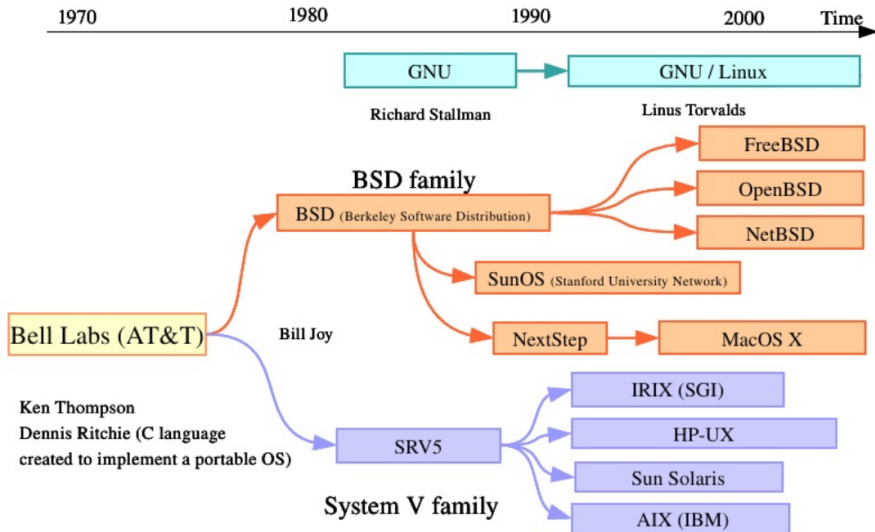 1970 1980 1990 2000 Time
GNU GNU / Linux
Richard Stallman Linus Torvalds
FreeBSD
BSD family
OpenBSD
BSD (Berkeley Software Distribution)
NetBSD
SunOS (Stanford University Network)
Bell Labs (AT&T)
Bill Joy
NextStep MacOS X
IRIX (SGI)
Ken Thompson
Dennis Ritchie (C language
created to implement a portable OS)
HP-UX
SRV5
Sun Solaris
System V family
AIX (IBM)